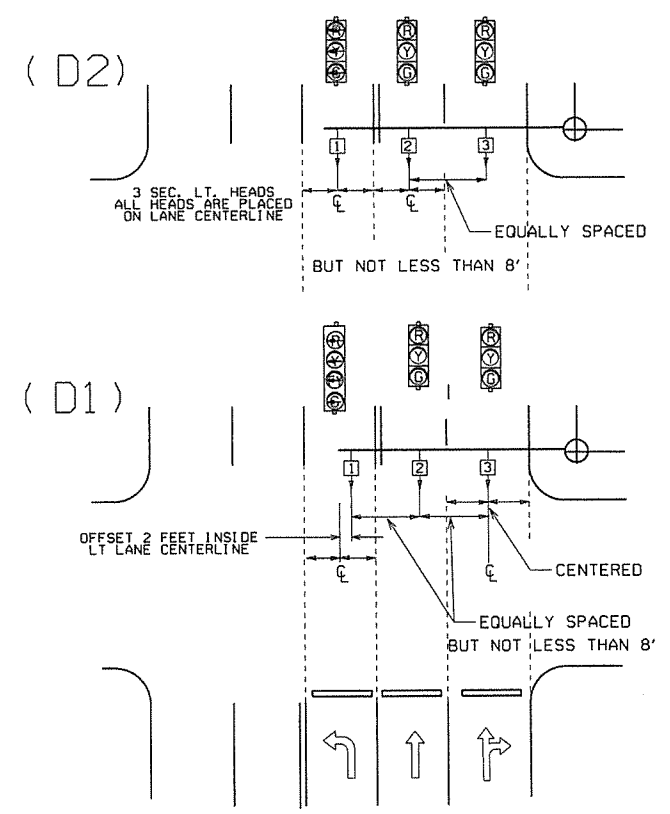 R R R
Y Y Y
G G G
( D2 )
1 2 3
3 SEC. LT. HEADS
ALL HEADS ARE PLACED
ON LANE CENTERLINE
CL CL
EQUALLY SPACED
BUT NOT LESS THAN 8'
R R R
Y Y Y
G G
G
( D1 )
1 2 3
OFFSET 2 FEET INSIDE
LT LANE CENTERLINE
CL CL
CENTERED
EQUALLY SPACED
BUT NOT LESS THAN 8'